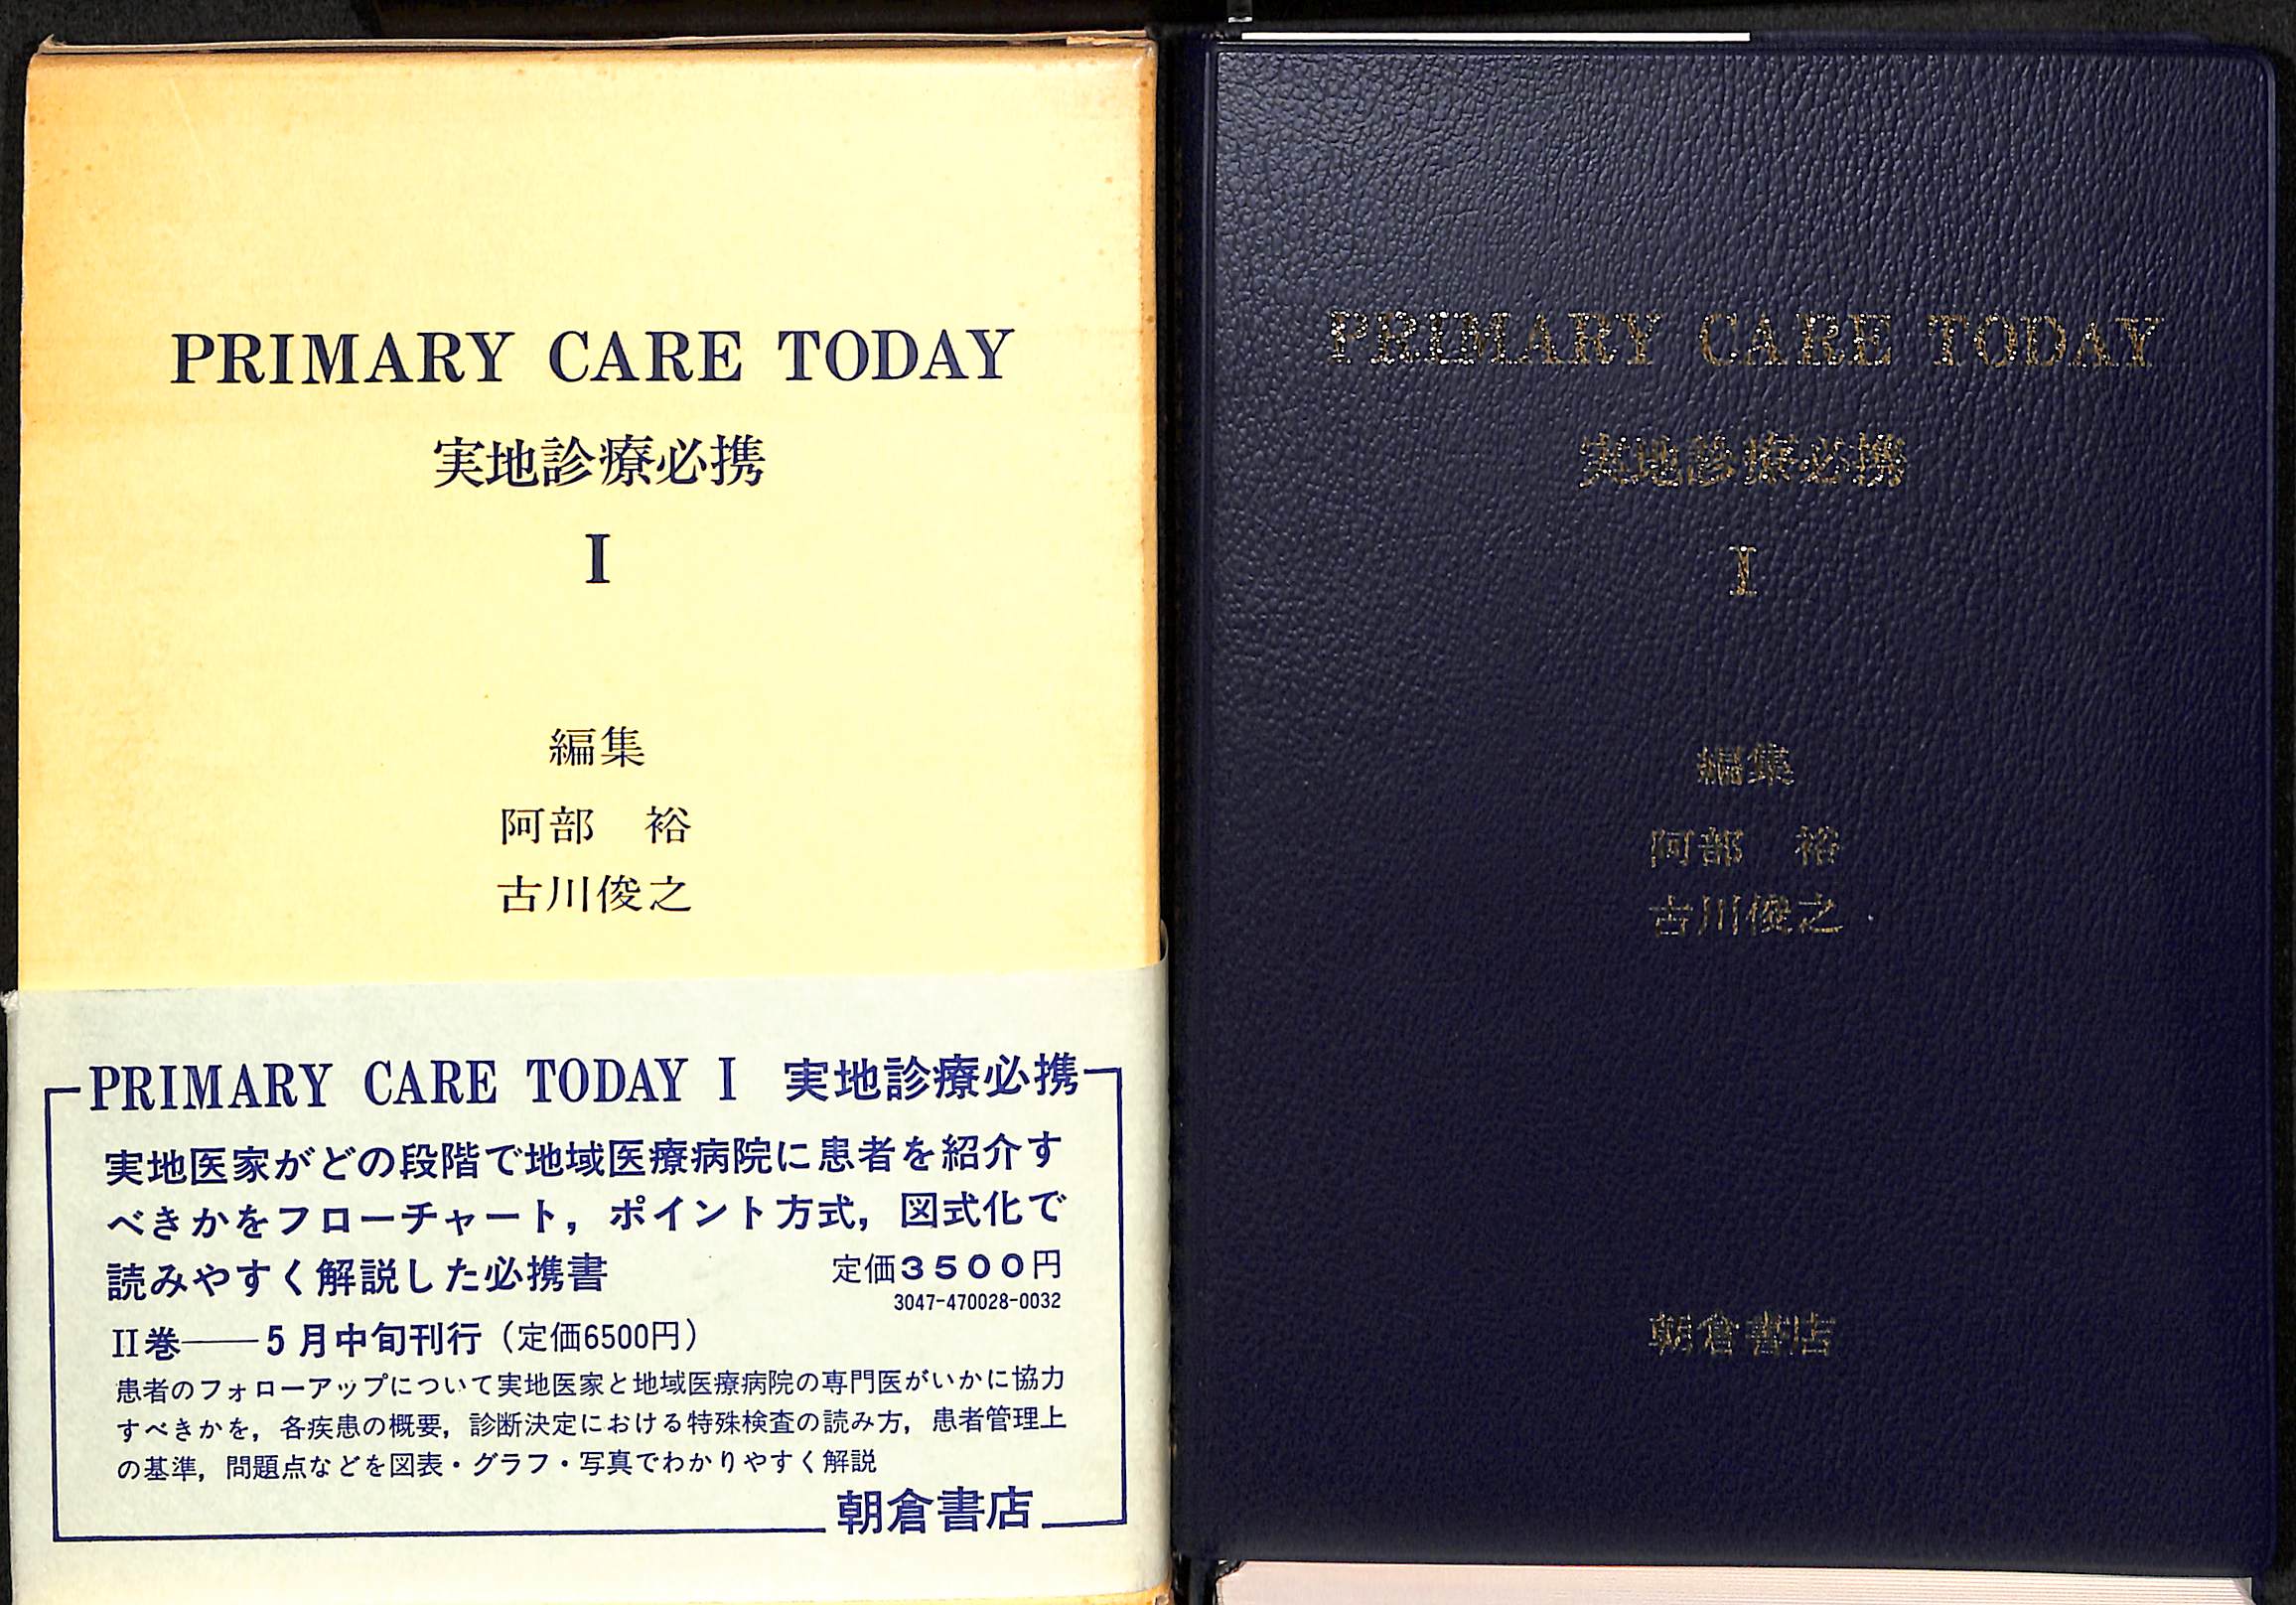 PRIMARY CARE TODAY
実地診療必携
I
編集
阿部 裕
古川俊之
PRIMARY CARE TODAY I 実地診療必携
実地医家がどの段階で地域医療病院に患者を紹介す
べきかをフローチャート，ポイント方式，図式化で
読みやすく解説した必携書
定価3500円
3047-470028-0032
II巻——5月中旬刊行（定価6500円）
患者のフォローアップについて実地医家と地域医療病院の専門医がいかに協力
すべきかを，各疾患の概要，診断決定における特殊検査の読み方，患者管理上
の基準，問題点などを図表・グラフ・写真でわかりやすく解説
朝倉書店
PRIMARY CARE TODAY
実地診療必携
I
編集
阿部 裕
古川俊之
朝倉書店